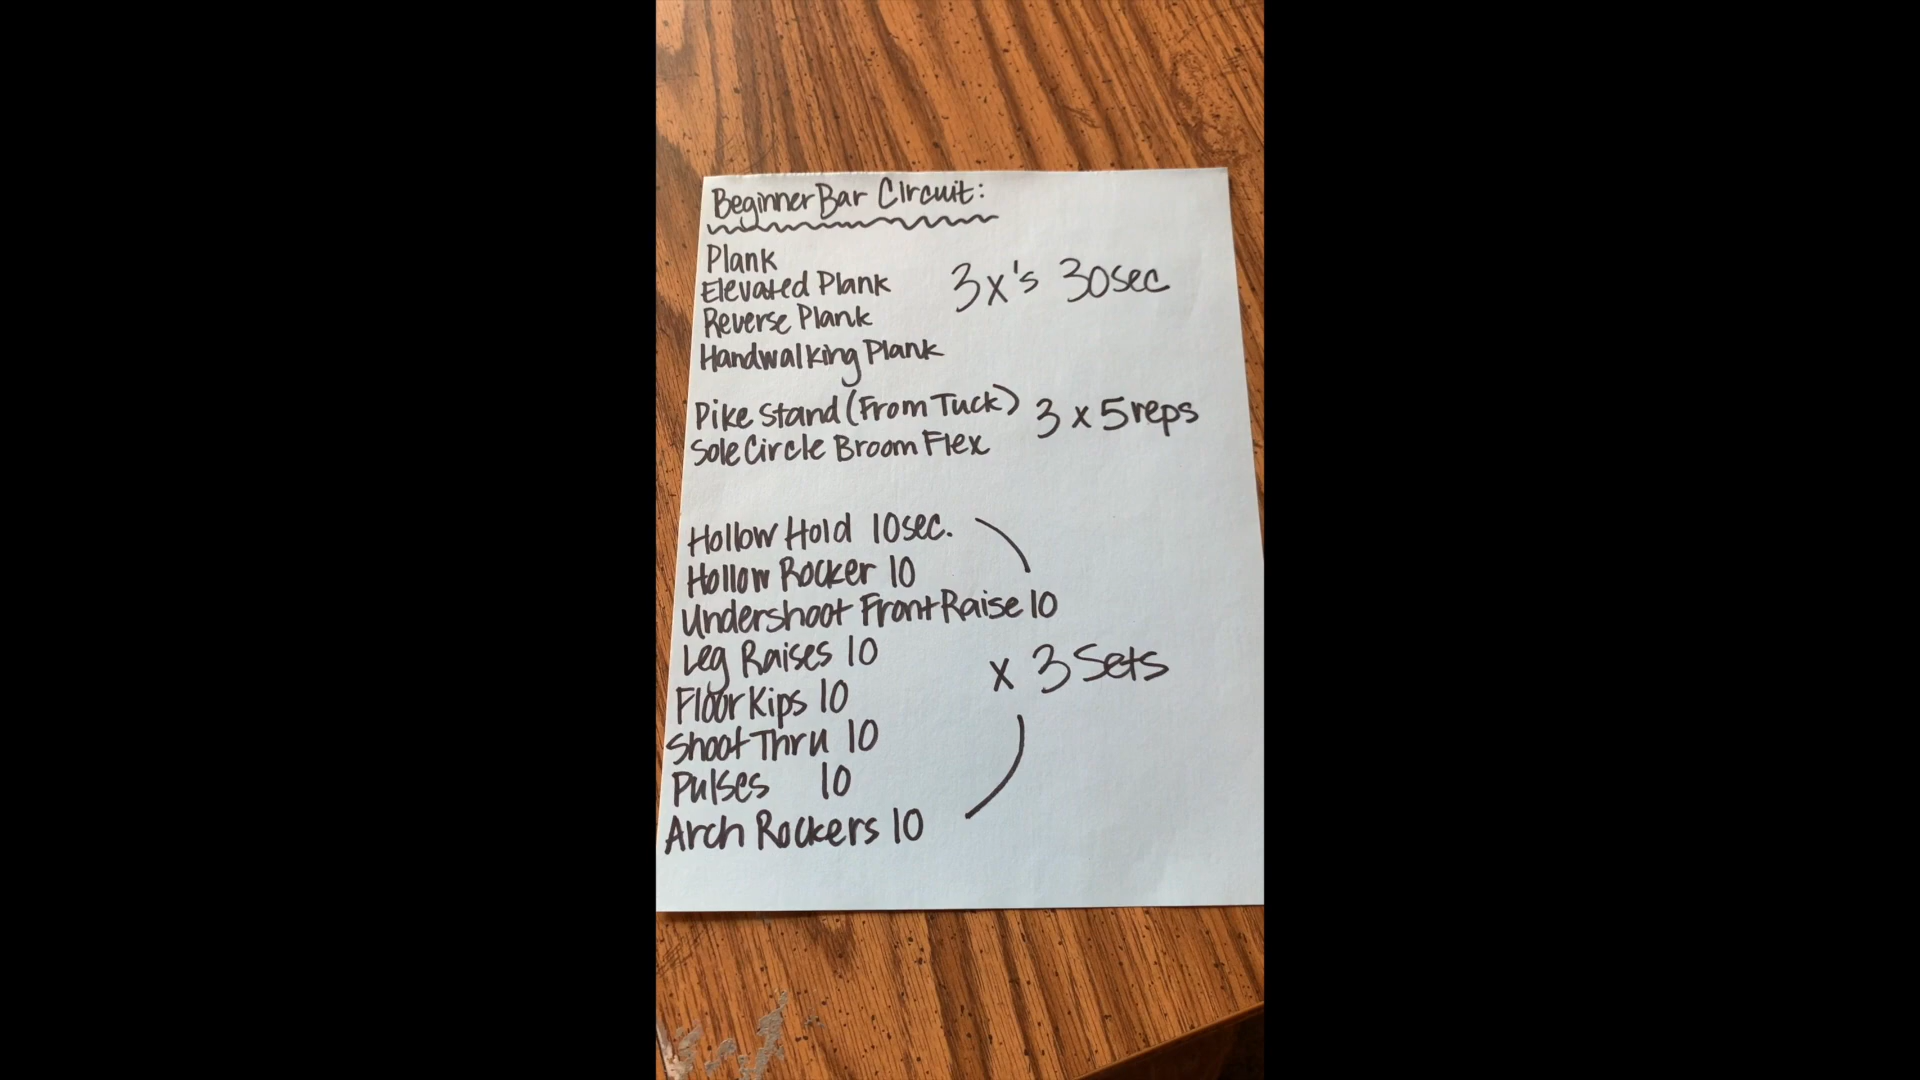 Beginner Bar Circuit:
Plank
Elevated Plank 3x's 30sec
Reverse Plank
Handwalking Plank
Pike Stand (From Tuck) 3 x 5 reps
Sole Circle Broom Flex
Hollow Hold 10sec.
Hollow Rocker 10
Undershoot Front Raise 10
Leg Raises 10 x 3 Sets
Floor Kips 10
Shoot Thru 10
Pulses 10
Arch Rockers 10